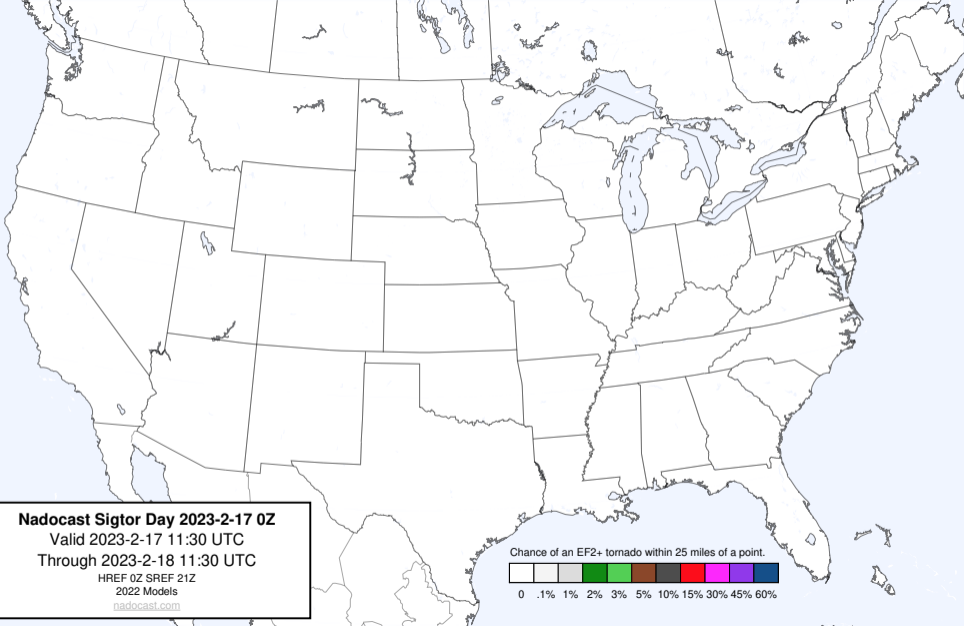 Nadocast Sigtor Day 2023-2-17 0Z
Valid 2023-2-17 11:30 UTC
Through 2023-2-18 11:30 UTC
HREF 0Z SREF 21Z
2022 Models
nadocast.com
Chance of an EF2+ tornado within 25 miles of a point.
0 .1% 1% 2% 3% 5% 10% 15% 30% 45% 60%